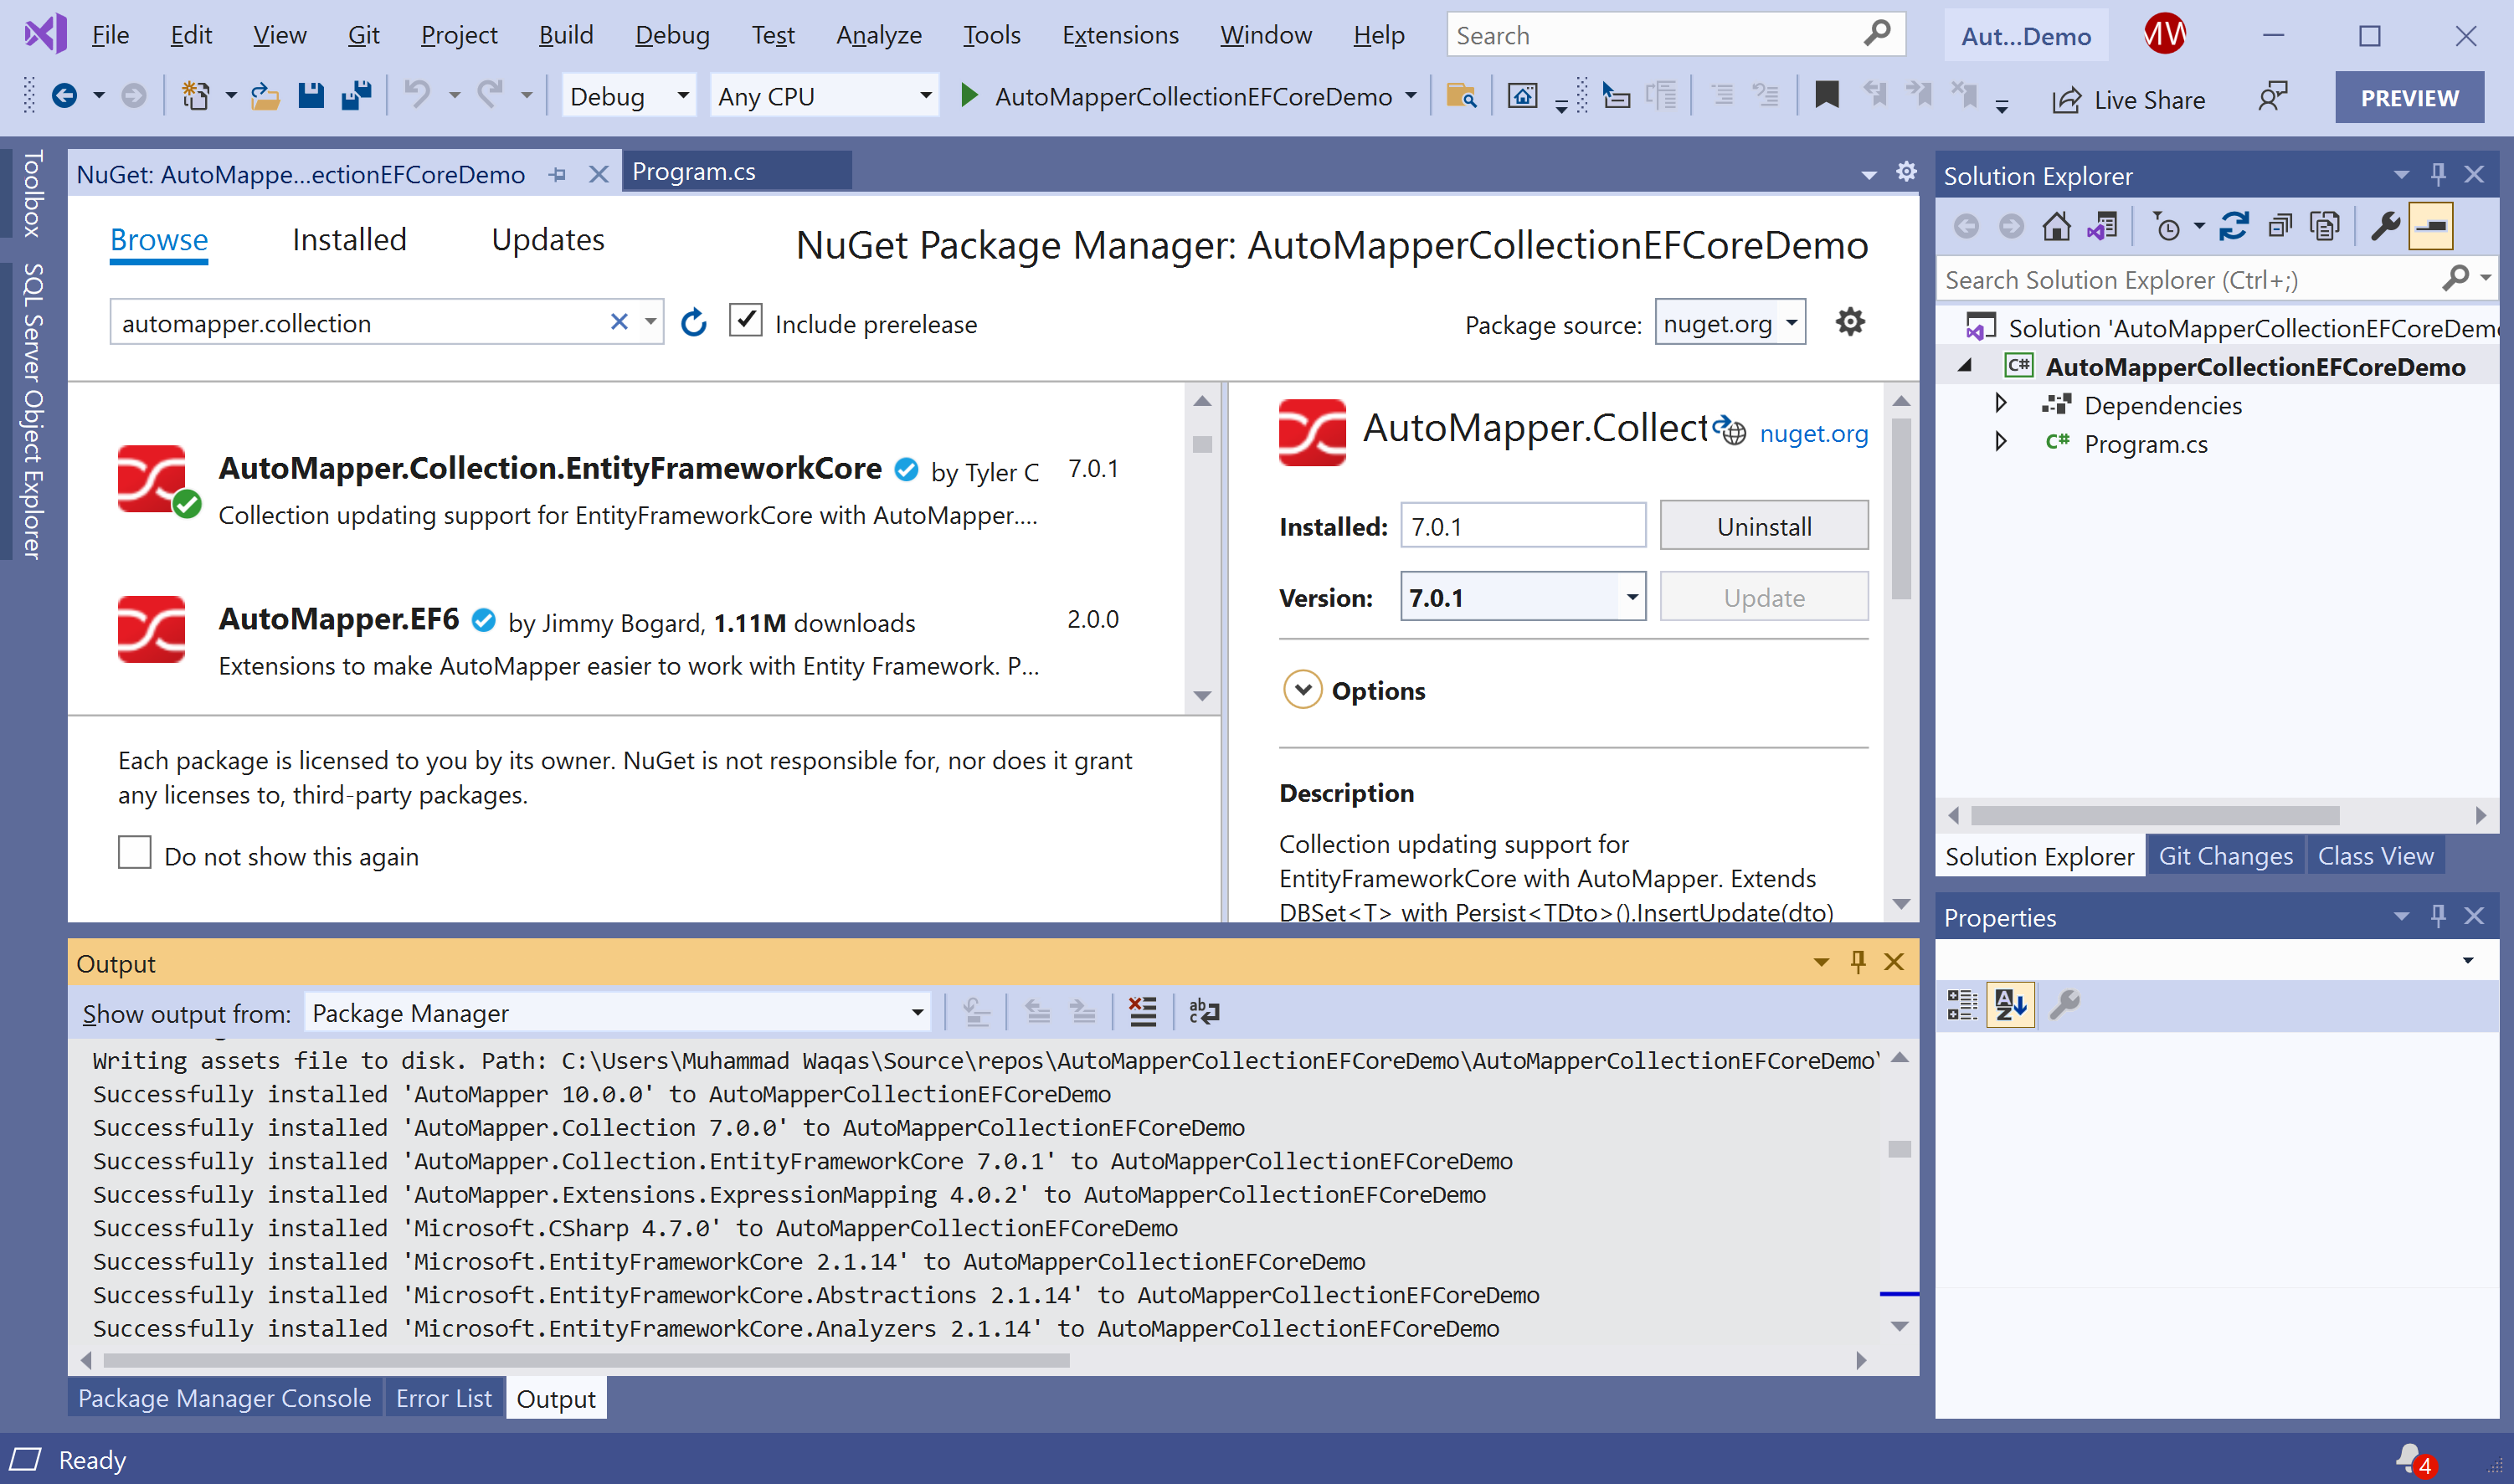 File Edit View Git Project Build Debug Test Analyze Tools Extensions Window Help Search Aut...Demo MW
Debug Any CPU AutoMapperCollectionEFCoreDemo Live Share PREVIEW
Toolbox
SQL Server Object Explorer
NuGet: AutoMappe...ectionEFCoreDemo Program.cs
Browse Installed Updates NuGet Package Manager: AutoMapperCollectionEFCoreDemo
automapper.collection Include prerelease Package source: nuget.org
AutoMapper.Collection.EntityFrameworkCore by Tyler C 7.0.1
Collection updating support for EntityFrameworkCore with AutoMapper....
AutoMapper.EF6 by Jimmy Bogard, 1.11M downloads 2.0.0
Extensions to make AutoMapper easier to work with Entity Framework. P...
Each package is licensed to you by its owner. NuGet is not responsible for, nor does it grant
any licenses to, third-party packages.
Do not show this again
AutoMapper.Collect nuget.org
Installed: 7.0.1 Uninstall
Version: 7.0.1 Update
Options
Description
Collection updating support for
EntityFrameworkCore with AutoMapper. Extends
DBSet<T> with Persist<TDto>().InsertUpdate(dto)
Output
Show output from: Package Manager
Writing assets file to disk. Path: C:\Users\Muhammad Waqas\Source\repos\AutoMapperCollectionEFCoreDemo\AutoMapperCollectionEFCoreDemo\
Successfully installed 'AutoMapper 10.0.0' to AutoMapperCollectionEFCoreDemo
Successfully installed 'AutoMapper.Collection 7.0.0' to AutoMapperCollectionEFCoreDemo
Successfully installed 'AutoMapper.Collection.EntityFrameworkCore 7.0.1' to AutoMapperCollectionEFCoreDemo
Successfully installed 'AutoMapper.Extensions.ExpressionMapping 4.0.2' to AutoMapperCollectionEFCoreDemo
Successfully installed 'Microsoft.CSharp 4.7.0' to AutoMapperCollectionEFCoreDemo
Successfully installed 'Microsoft.EntityFrameworkCore 2.1.14' to AutoMapperCollectionEFCoreDemo
Successfully installed 'Microsoft.EntityFrameworkCore.Abstractions 2.1.14' to AutoMapperCollectionEFCoreDemo
Successfully installed 'Microsoft.EntityFrameworkCore.Analyzers 2.1.14' to AutoMapperCollectionEFCoreDemo
Package Manager Console Error List Output
Solution Explorer
Search Solution Explorer (Ctrl+;)
Solution 'AutoMapperCollectionEFCoreDem
C# AutoMapperCollectionEFCoreDemo
Dependencies
C# Program.cs
Solution Explorer Git Changes Class View
Properties
Ready 4